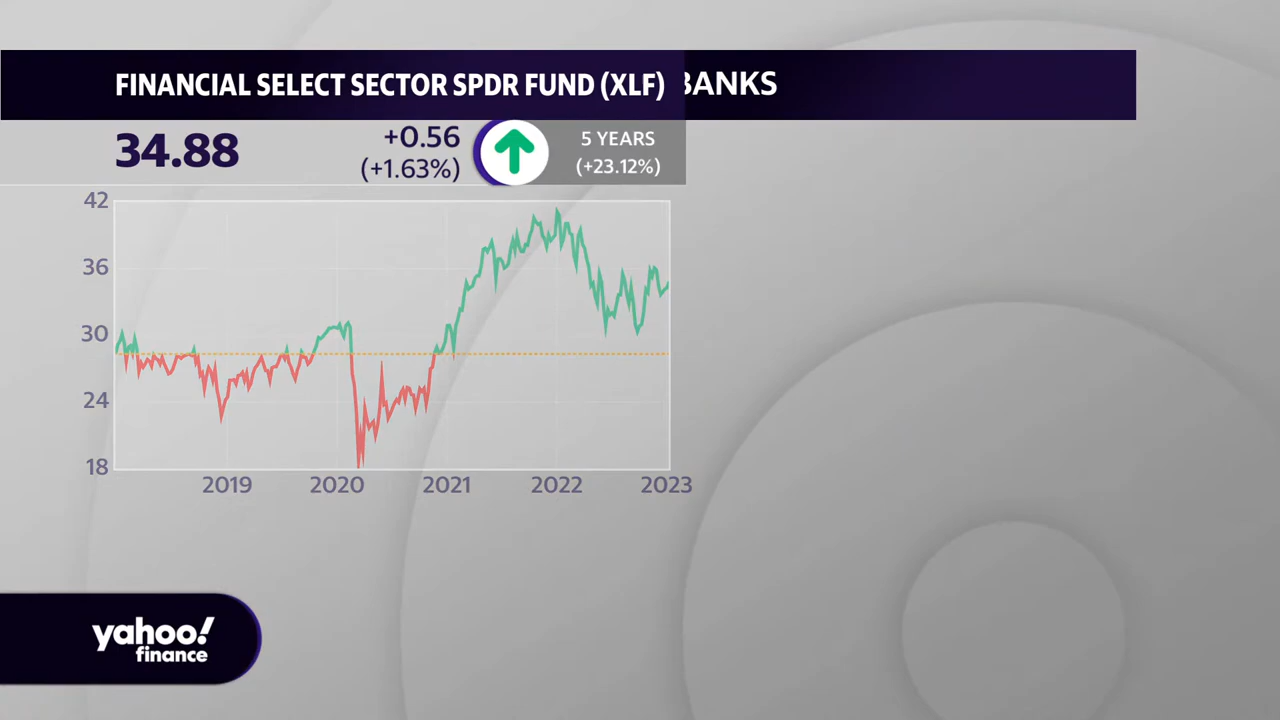 FINANCIAL SELECT SECTOR SPDR FUND (XLF) BANKS
34.88
+0.56
(+1.63%)
5 YEARS
(+23.12%)
42
36
30
24
18
2019 2020 2021 2022 2023
yahoo!
finance